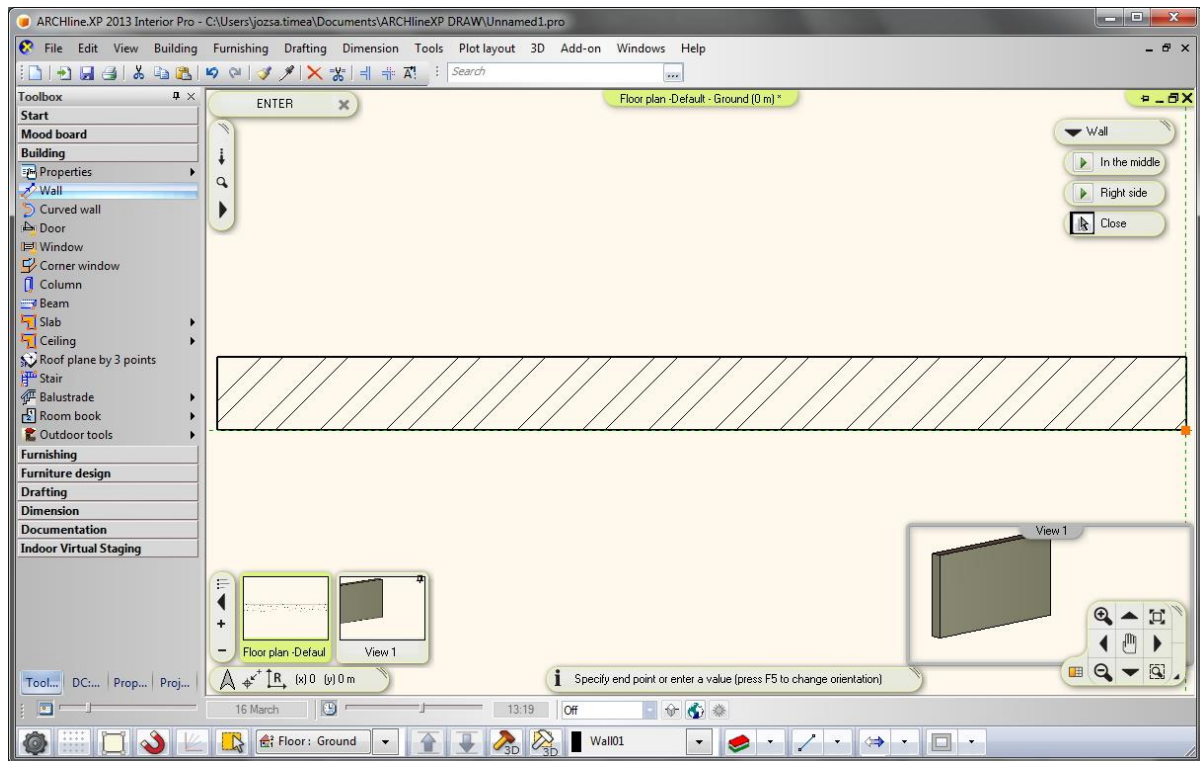 ARCHline.XP 2013 Interior Pro - C:\Users\jozsa.timea\Documents\ARCHlineXP DRAW\Unnamed1.pro
File Edit View Building Furnishing Drafting Dimension Tools Plot layout 3D Add-on Windows Help
Search
...
Toolbox
Start
Mood board
Building
Properties
Wall
Curved wall
Door
Window
Corner window
Column
Beam
Slab
Ceiling
Roof plane by 3 points
Stair
Balustrade
Room book
Outdoor tools
Furnishing
Furniture design
Drafting
Dimension
Documentation
Indoor Virtual Staging
Tool... DC:... Prop... Proj...
ENTER
Floor plan -Default - Ground (0 m) *
Wall
In the middle
Right side
Close
View 1
Floor plan -Defaul
View 1
R (x) 0 (y) 0 m
Specify end point or enter a value (press F5 to change orientation)
16 March 13:19 Off
Floor: Ground 3D 3D Wall01